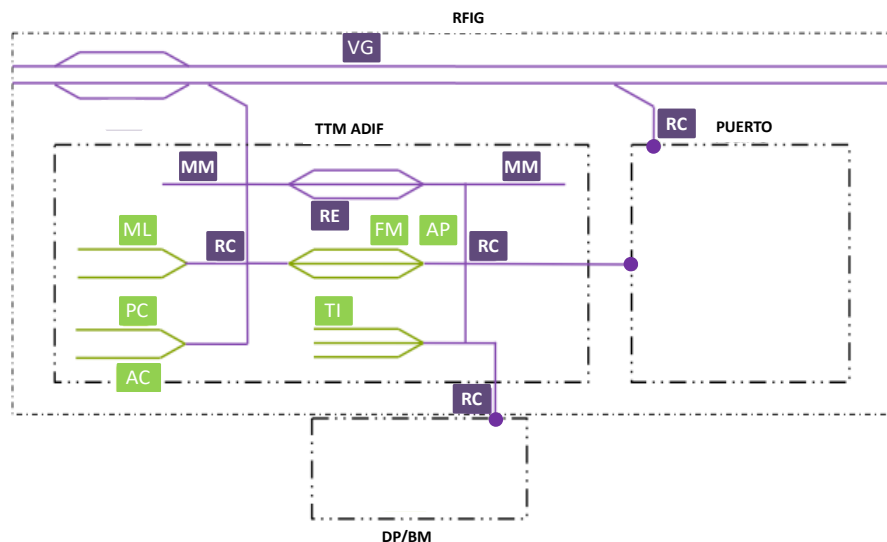 RFIG
VG
RC
TTM ADIF
PUERTO
MM
MM
RE
ML
RC
FM
AP
RC
PC
TI
AC
RC
DP/BM